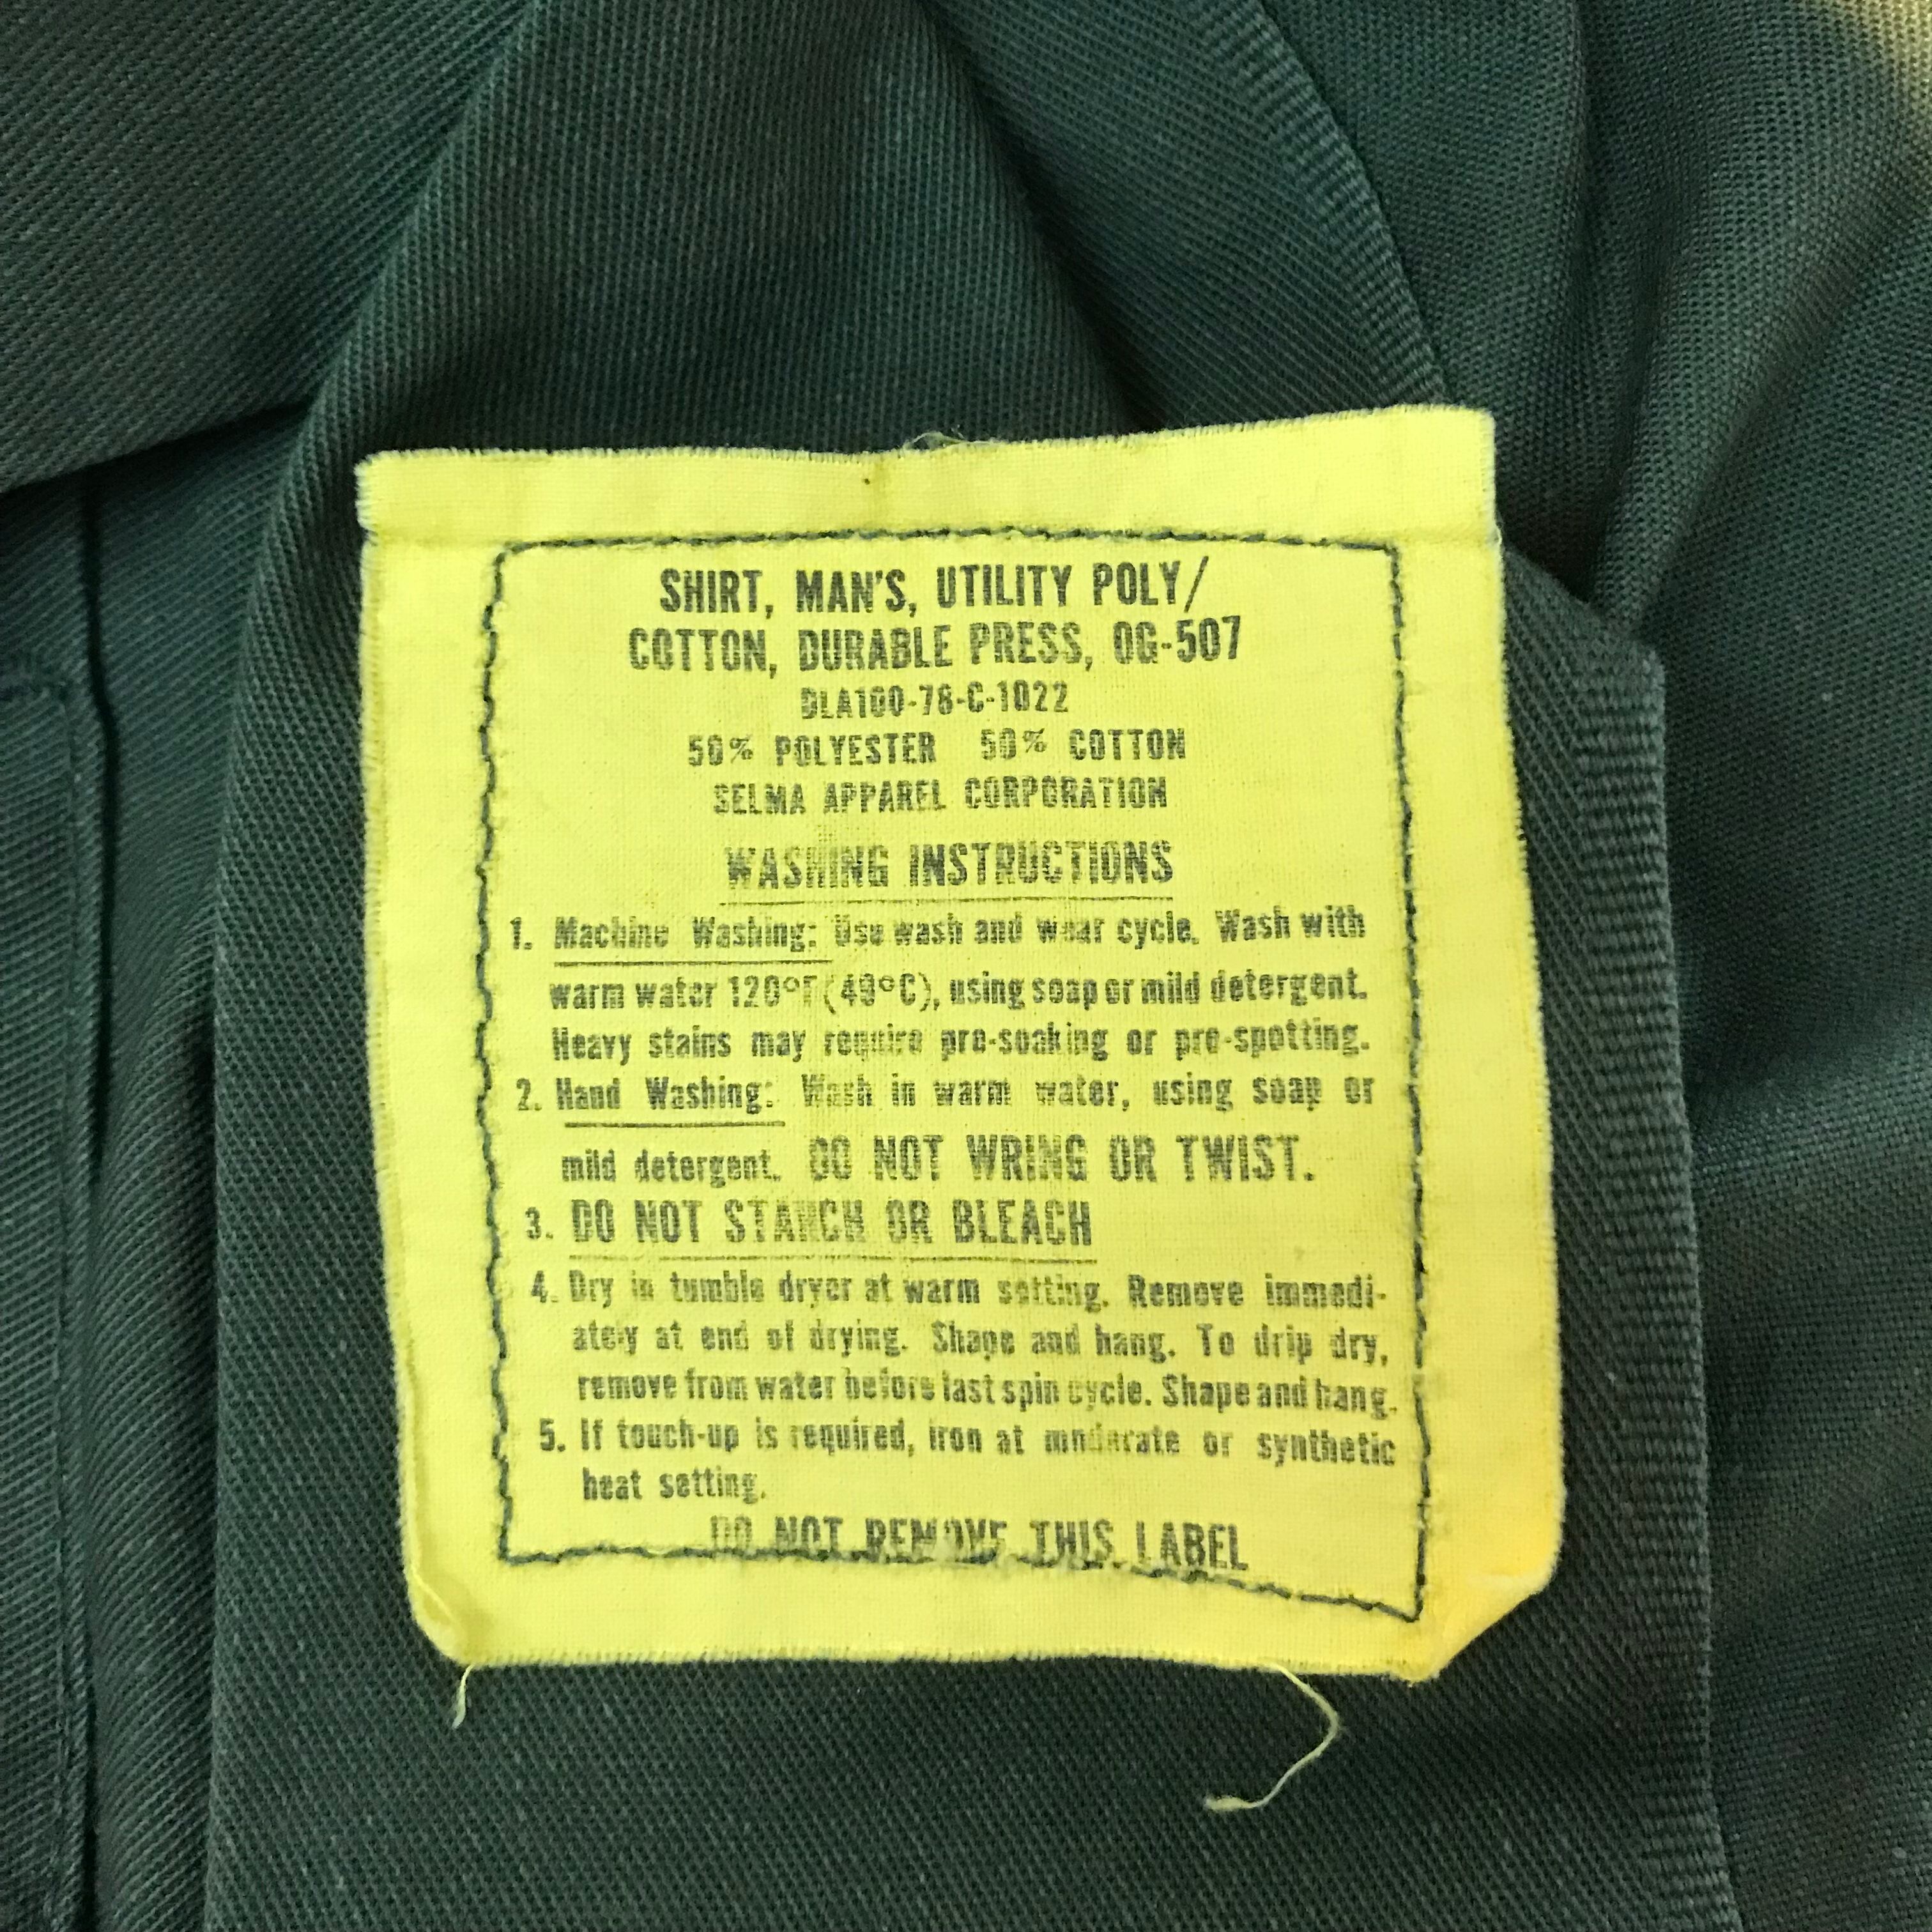 SHIRT, MAN'S, UTILITY POLY/
COTTON, DURABLE PRESS, OG-507
DLA100-78-C-1022
50% POLYESTER 50% COTTON
SELMA APPAREL CORPORATION
WASHING INSTRUCTIONS
1. Machine Washing: Use wash and wear cycle. Wash with
warm water 120°F (49°C), using soap or mild detergent.
Heavy stains may require pre-soaking or pre-spotting.
2. Hand Washing: Wash in warm water, using soap or
mild detergent. DO NOT WRING OR TWIST.
3. DO NOT STARCH OR BLEACH
4. Dry in tumble dryer at warm setting. Remove immedi-
ately at end of drying. Shape and hang. To drip dry,
remove from water before last spin cycle. Shape and hang.
5. If touch-up is required, iron at moderate or synthetic
heat setting.
DO NOT REMOVE THIS LABEL